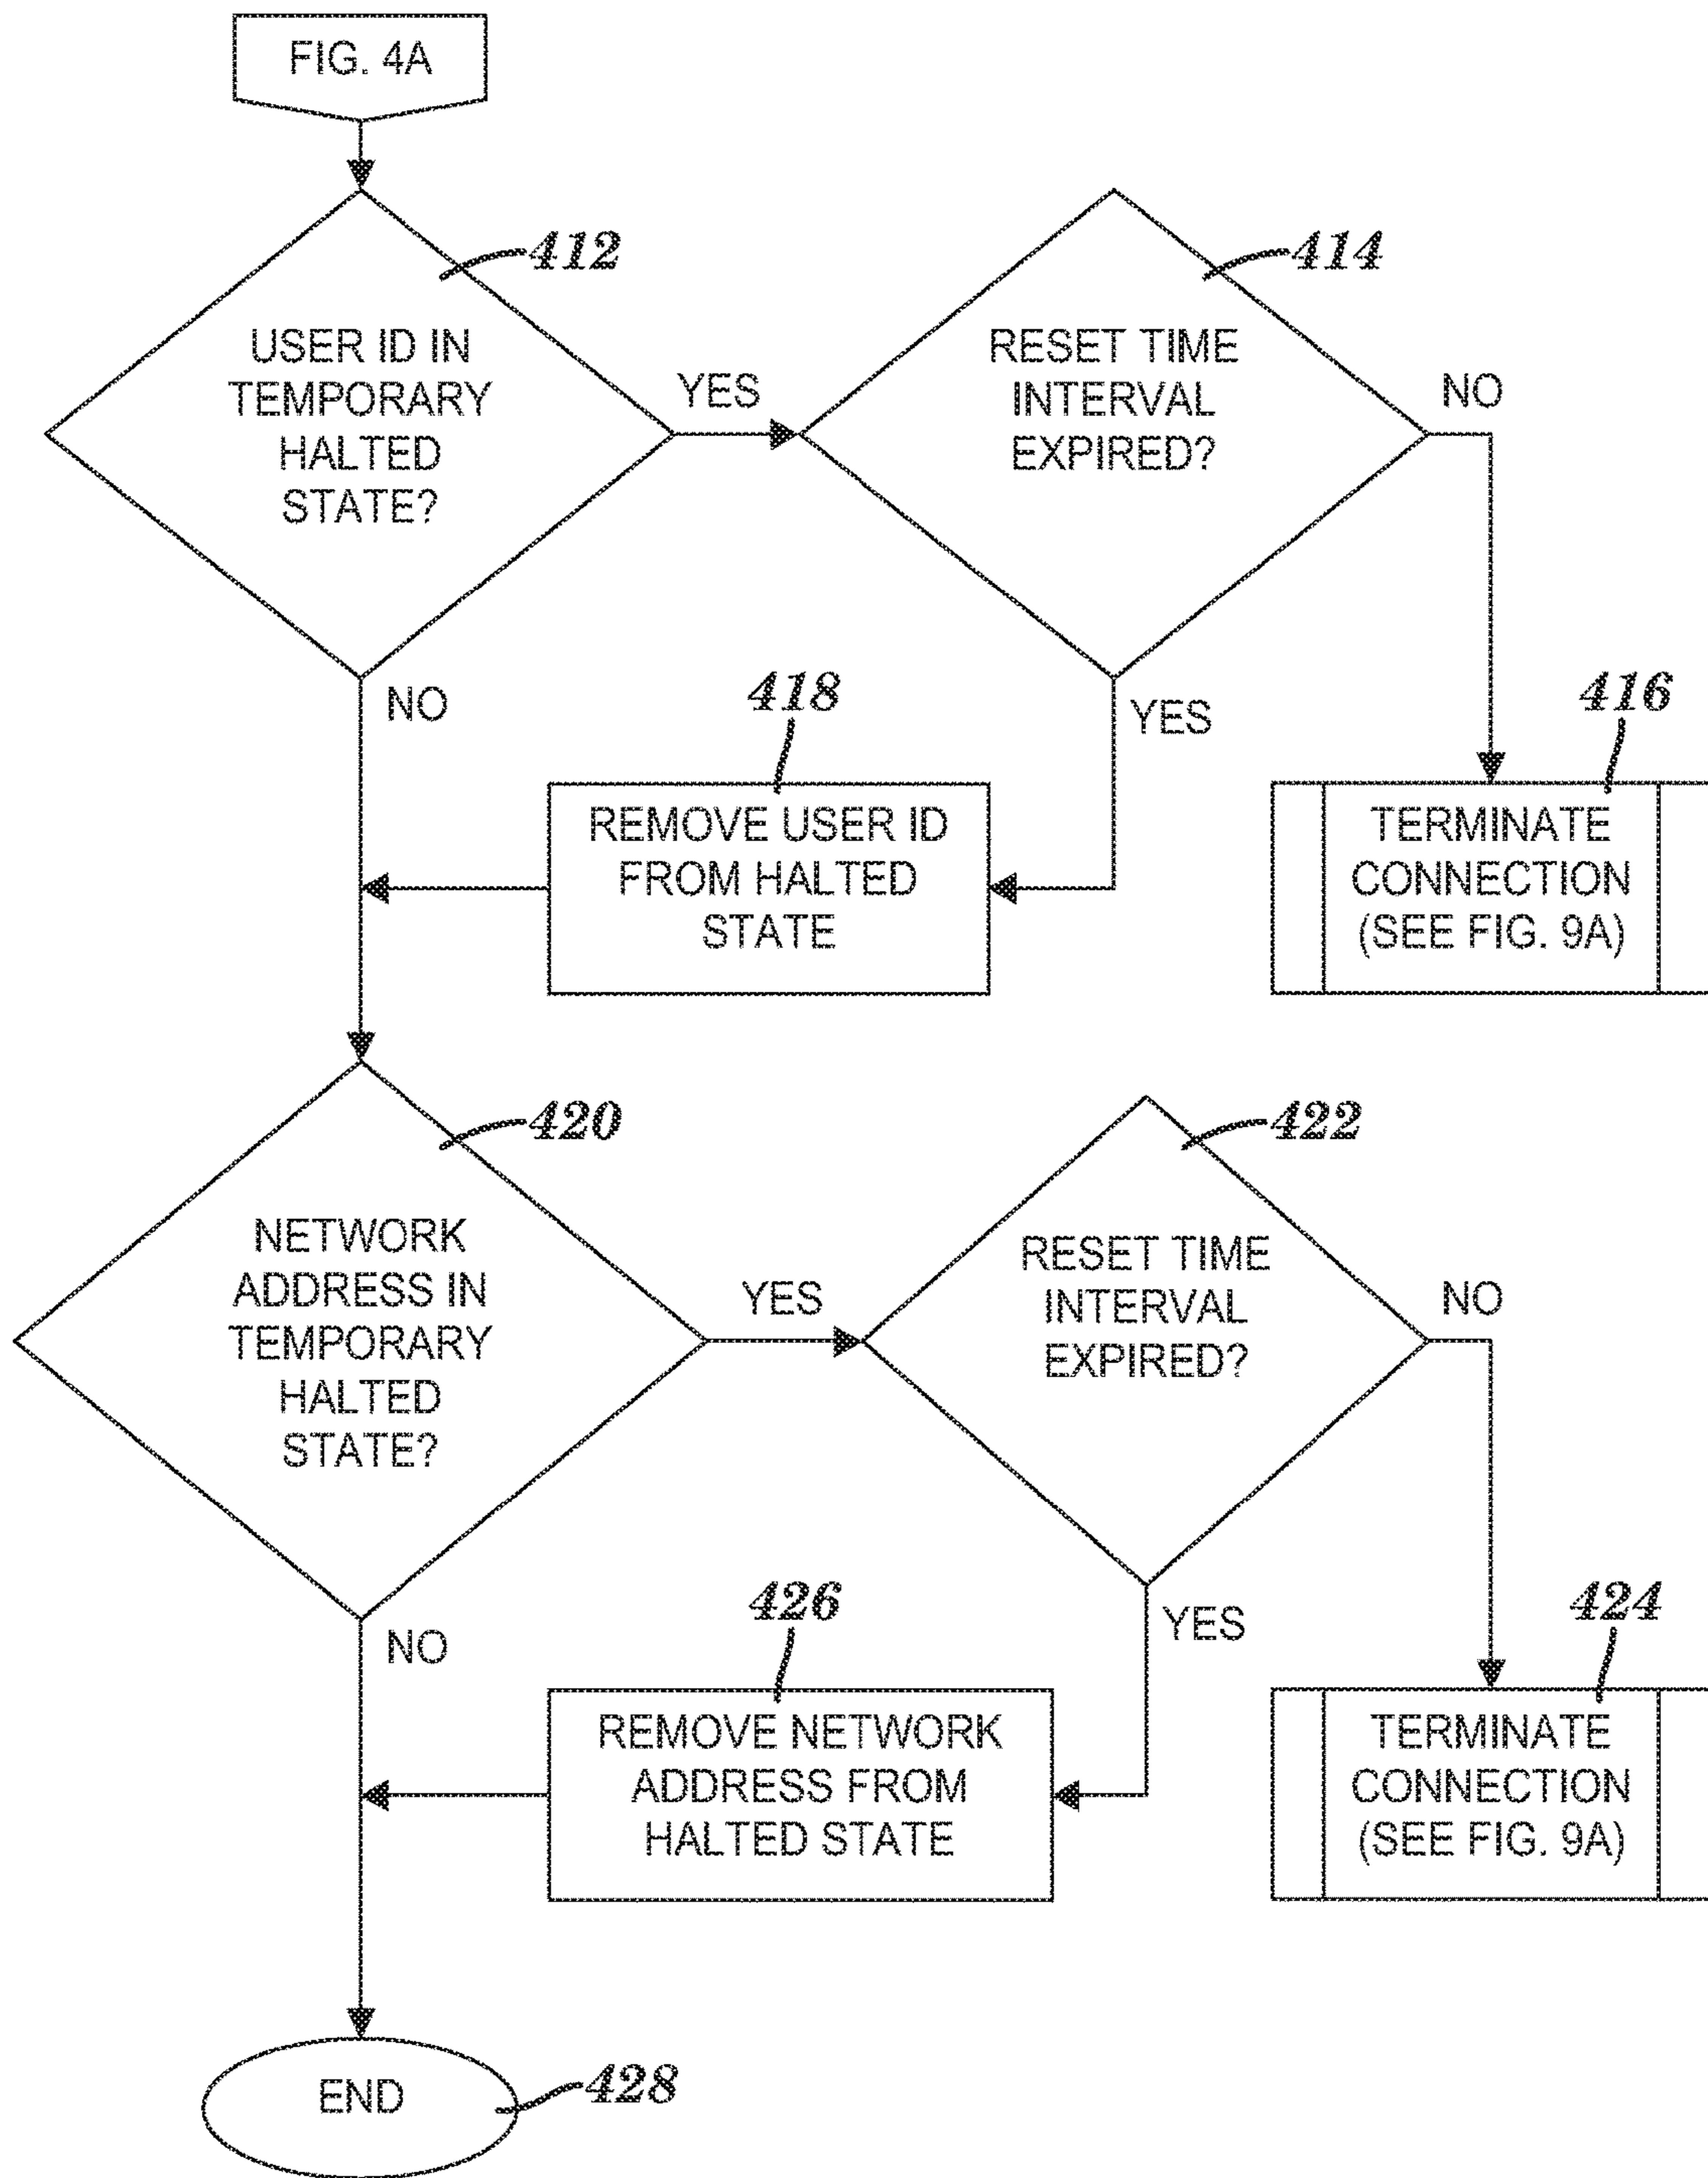 FIG. 4A
412
USER ID IN
TEMPORARY
HALTED
STATE?
YES
414
RESET TIME
INTERVAL
EXPIRED?
NO
NO
YES
418
REMOVE USER ID
FROM HALTED
STATE
416
TERMINATE
CONNECTION
(SEE FIG. 9A)
420
NETWORK
ADDRESS IN
TEMPORARY
HALTED
STATE?
YES
422
RESET TIME
INTERVAL
EXPIRED?
NO
NO
YES
426
REMOVE NETWORK
ADDRESS FROM
HALTED STATE
424
TERMINATE
CONNECTION
(SEE FIG. 9A)
END
428